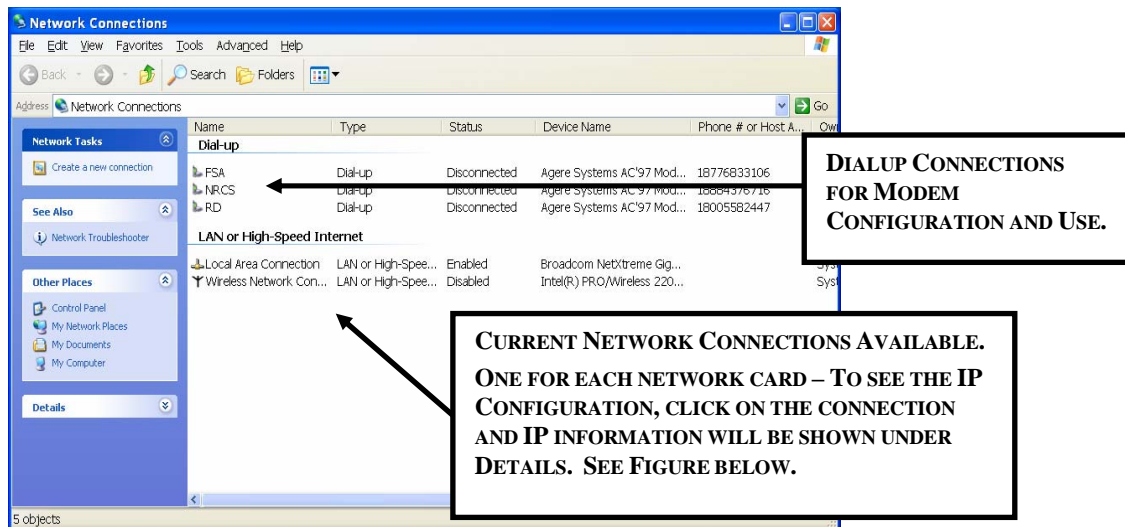 Network Connections
File Edit View Favorites Tools Advanced Help
Back Search Folders
Address Network Connections Go
Name Type Status Device Name Phone # or Host A...
Network Tasks
Create a new connection
See Also
Network Troubleshooter
Other Places
Control Panel
My Network Places
My Documents
My Computer
Details
Dial-up
FSA Dial-up Disconnected Agere Systems AC'97 Mod... 18776833106
NRCS Dial-up Disconnected Agere Systems AC'97 Mod... 18884376716
RD Dial-up Disconnected Agere Systems AC'97 Mod... 18005582447
LAN or High-Speed Internet
Local Area Connection LAN or High-Spee... Enabled Broadcom NetXtreme Gig...
Wireless Network Con... LAN or High-Spee... Disabled Intel(R) PRO/Wireless 220... Syst
DIALUP CONNECTIONS
FOR MODEM
CONFIGURATION AND USE.
CURRENT NETWORK CONNECTIONS AVAILABLE.
ONE FOR EACH NETWORK CARD – TO SEE THE IP
CONFIGURATION, CLICK ON THE CONNECTION
AND IP INFORMATION WILL BE SHOWN UNDER
DETAILS. SEE FIGURE BELOW.
5 objects